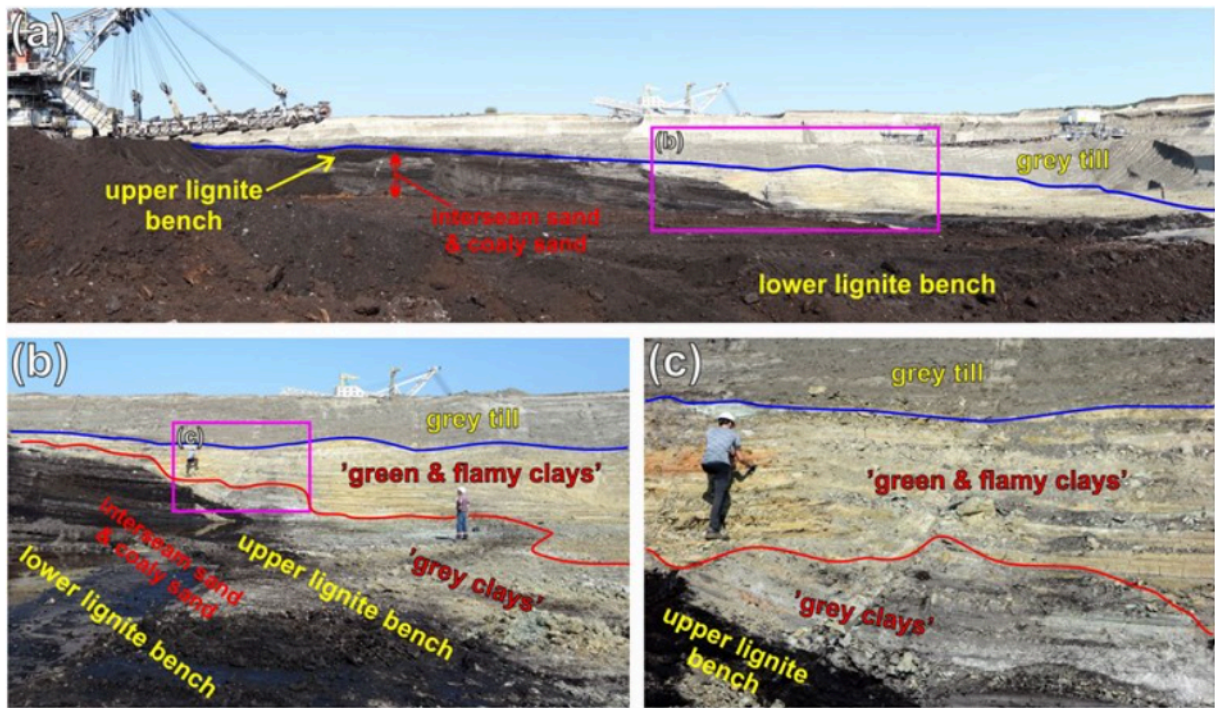 (a)
(b)
grey till
upper lignite
bench
interseam sand
& coaly sand
lower lignite bench
(b)
grey till
(c)
'green & flamy clays'
interseam sand
& coaly sand
upper lignite bench
'grey clays'
lower lignite bench
(c)
grey till
'green & flamy clays'
'grey clays'
upper lignite
bench